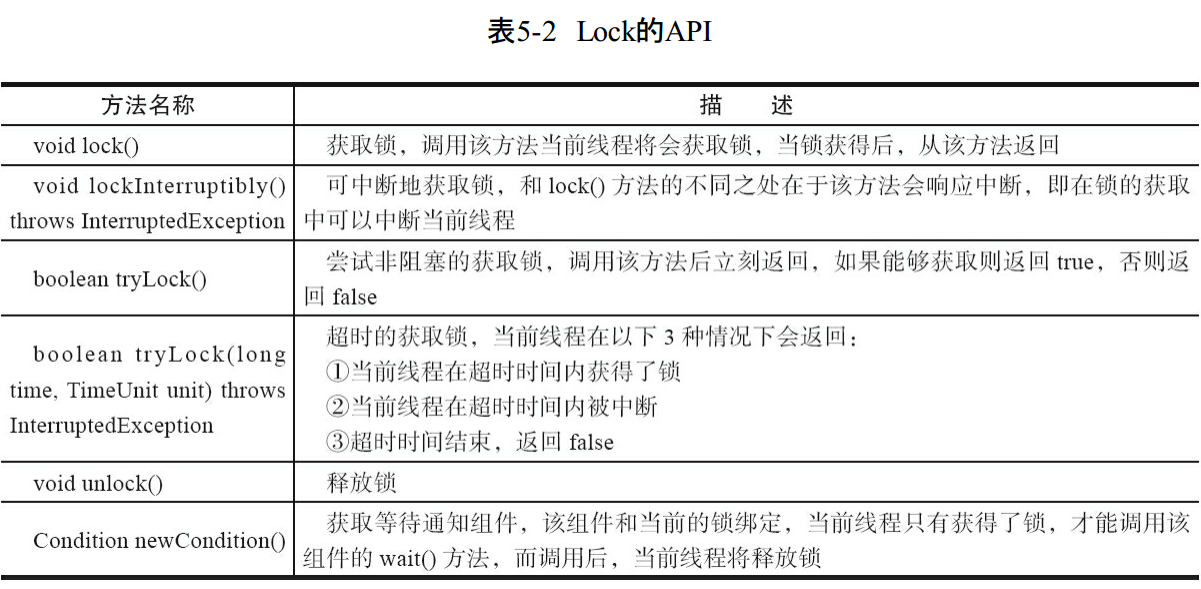 表5-2 Lock的API
方法名称
描 述
void lock()
获取锁，调用该方法当前线程将会获取锁，当锁获得后，从该方法返回
void lockInterruptibly()
throws InterruptedException
可中断地获取锁，和 lock() 方法的不同之处在于该方法会响应中断，即在锁的获取
中可以中断当前线程
boolean tryLock()
尝试非阻塞的获取锁，调用该方法后立刻返回，如果能够获取则返回 true，否则返
回 false
boolean tryLock(long
time, TimeUnit unit) throws
InterruptedException
超时的获取锁，当前线程在以下 3 种情况下会返回：
①当前线程在超时时间内获得了锁
②当前线程在超时时间内被中断
③超时时间结束，返回 false
void unlock()
释放锁
Condition newCondition()
获取等待通知组件，该组件和当前的锁绑定，当前线程只有获得了锁，才能调用该
组件的 wait() 方法，而调用后，当前线程将释放锁